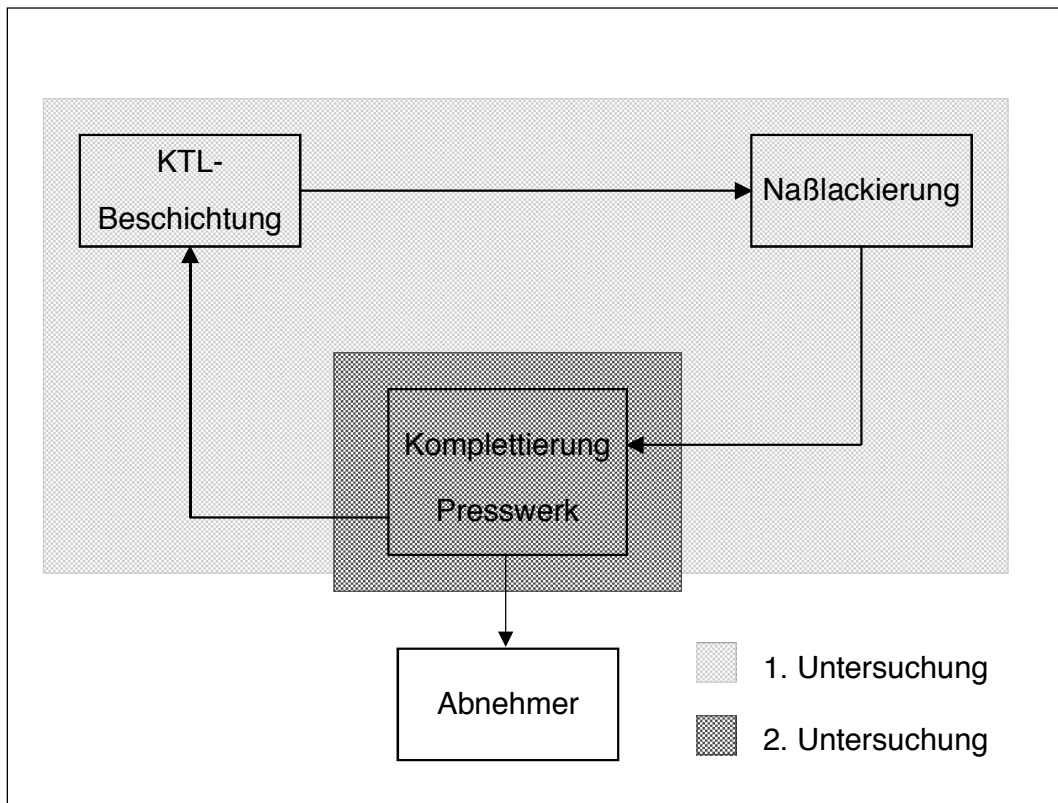 KTL-
Beschichtung
Naßlackierung
Komplettierung
Presswerk
Abnehmer
1. Untersuchung
2. Untersuchung